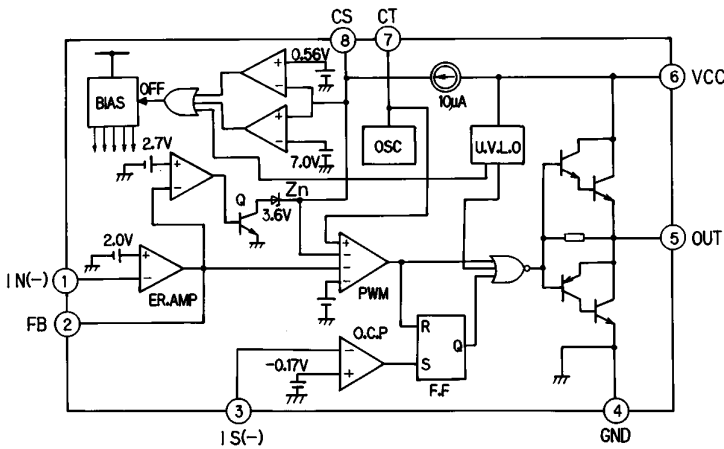 CS CT
8 7
0.56V
OFF
BIAS
10μA
6 VCC
7.0V
OSC
U.V.L.O
2.7V
Q
Zn
3.6V
2.0V
5 OUT
IN(-) 1
ER.AMP
PWM
FB 2
O.C.P
R
Q
S
F.F
-0.17V
3
4
IS(-)
GND
+
-
+
-
+
-
+
-
+
-
-
-
+